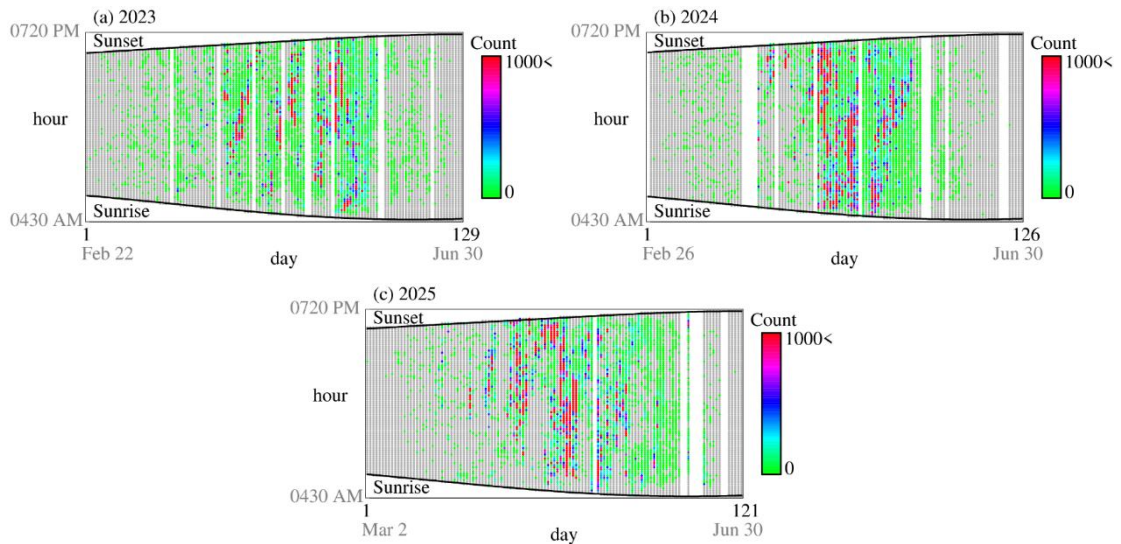 (a) 2023
0720 PM
Sunset
Count
1000<
hour
0
Sunrise
0430 AM
1
129
Feb 22
day
Jun 30
(b) 2024
0720 PM
Sunset
Count
1000<
hour
0
Sunrise
0430 AM
1
126
Feb 26
day
Jun 30
(c) 2025
0720 PM
Sunset
Count
1000<
hour
0
Sunrise
0430 AM
1
121
Mar 2
day
Jun 30